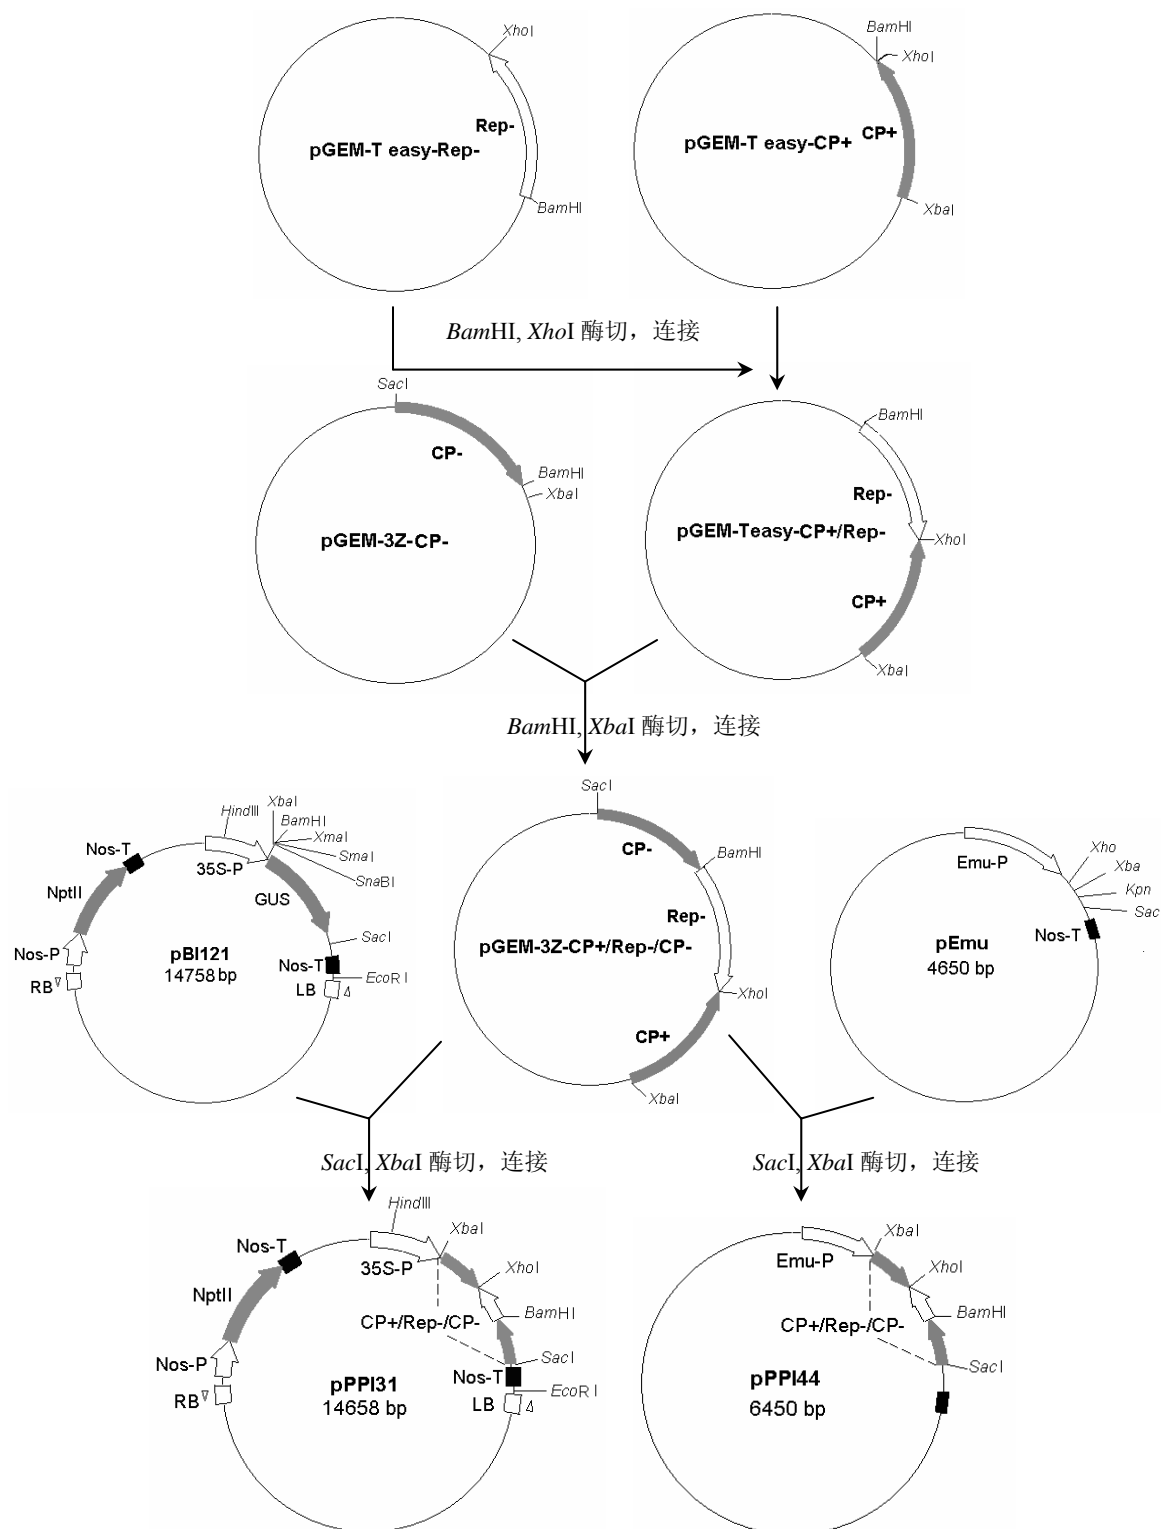 XhoI
Rep-
pGEM-T easy-Rep-
BamHI
BamHI
XhoI
CP+
pGEM-T easy-CP+
XbaI
BamHI, XhoI 酶切，连接
SacI
CP-
BamHI
XbaI
pGEM-3Z-CP-
BamHI
Rep-
pGEM-Teasy-CP+/Rep-
XhoI
CP+
XbaI
BamHI, XbaI 酶切，连接
XbaI
HindIII
BamHI
XmaI
SmaI
SnaBI
Nos-T
35S-P
NptII
GUS
SacI
Nos-P
pBI121
14758 bp
Nos-T
EcoR I
RB
LB
SacI
CP-
BamHI
Rep-
pGEM-3Z-CP+/Rep-/CP-
XhoI
CP+
XbaI
Emu-P
Xho
Xba
Kpn
Sac
Nos-T
pEmu
4650 bp
SacI, XbaI 酶切，连接
SacI, XbaI 酶切，连接
HindIII
XbaI
Nos-T
35S-P
XhoI
NptII
BamHI
CP+/Rep-/CP-
SacI
Nos-P
Nos-T
EcoR I
RB
pPPI31
14658 bp
LB
XbaI
Emu-P
XhoI
BamHI
CP+/Rep-/CP-
SacI
pPPI44
6450 bp